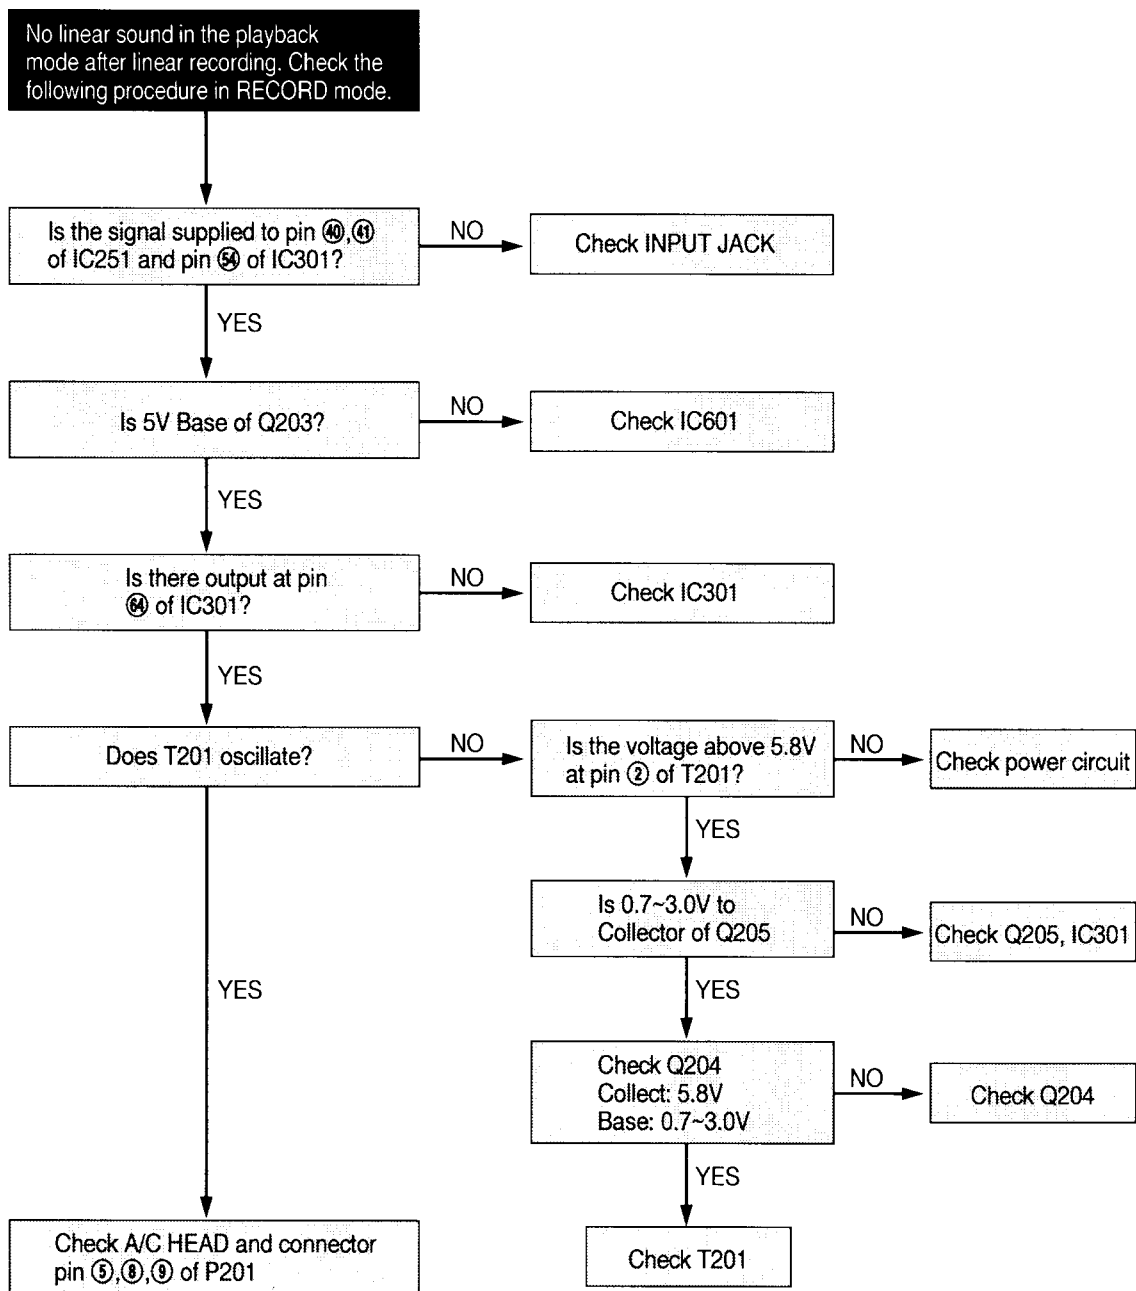 No linear sound in the playback
mode after linear recording. Check the
following procedure in RECORD mode.
Is the signal supplied to pin ㊵,㊶
of IC251 and pin 54 of IC301?
NO
Check INPUT JACK
YES
Is 5V Base of Q203?
NO
Check IC601
YES
Is there output at pin
64 of IC301?
NO
Check IC301
YES
Does T201 oscillate?
NO
Is the voltage above 5.8V
at pin ② of T201?
NO
Check power circuit
YES
Is 0.7~3.0V to
Collector of Q205
NO
Check Q205, IC301
YES
YES
Check Q204
Collect: 5.8V
Base: 0.7~3.0V
NO
Check Q204
YES
Check A/C HEAD and connector
pin ⑤,⑧,⑨ of P201
Check T201